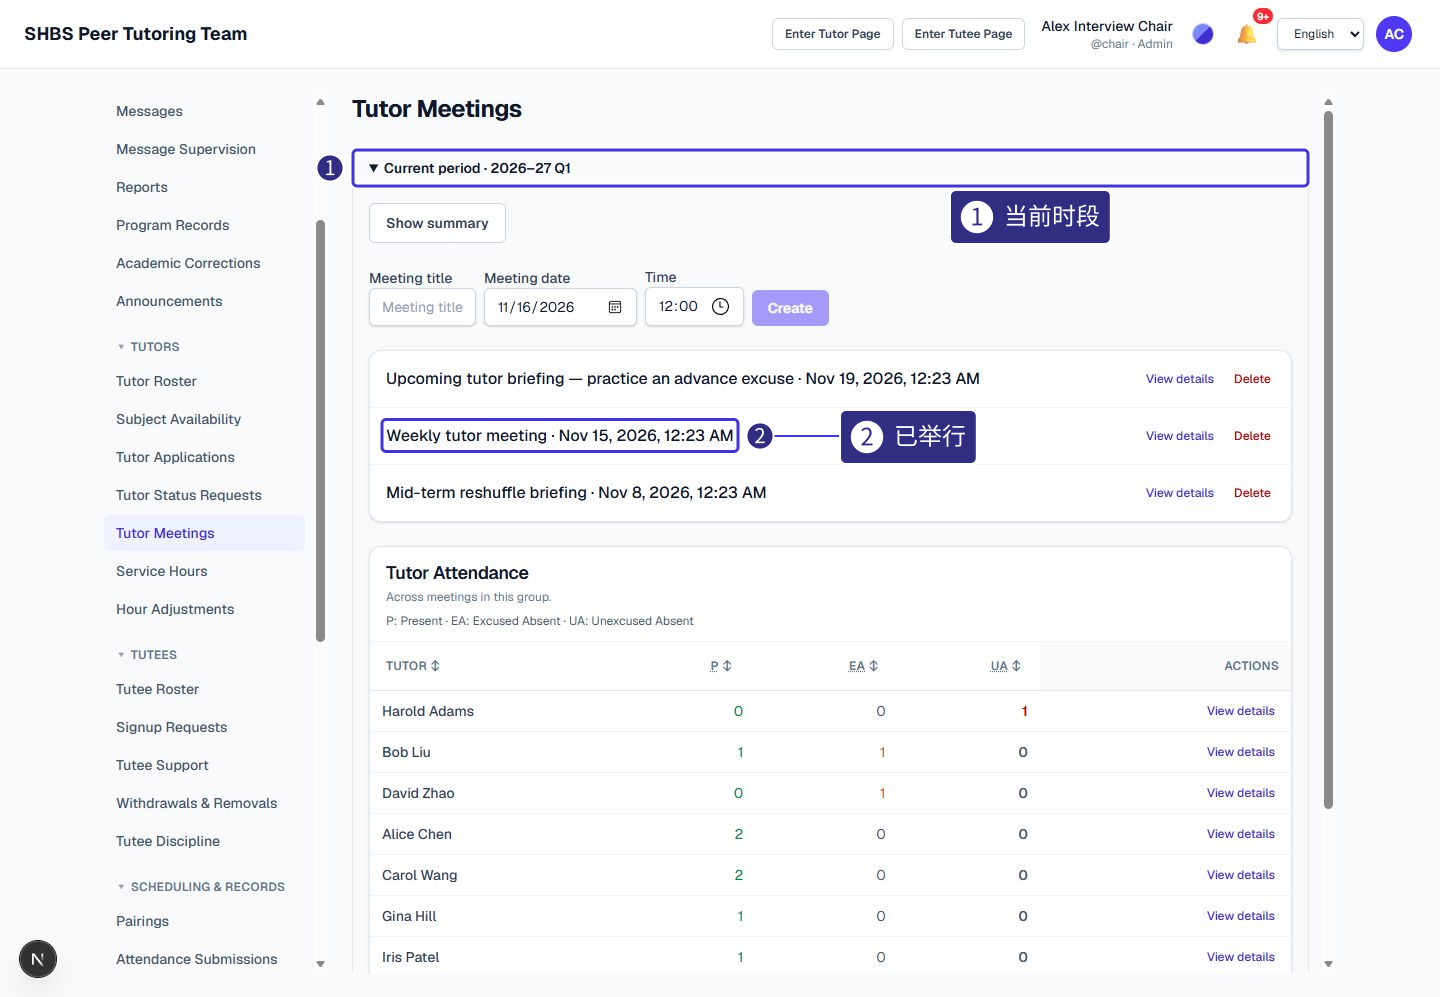 SHBS Peer Tutoring Team
Enter Tutor Page
Enter Tutee Page
Alex Interview Chair
@chair · Admin
9+
English
AC
Messages
Message Supervision
Reports
Program Records
Academic Corrections
Announcements
TUTORS
Tutor Roster
Subject Availability
Tutor Applications
Tutor Status Requests
Tutor Meetings
Service Hours
Hour Adjustments
TUTEES
Tutee Roster
Signup Requests
Tutee Support
Withdrawals & Removals
Tutee Discipline
SCHEDULING & RECORDS
Pairings
Attendance Submissions
N
Tutor Meetings
1
▼ Current period · 2026–27 Q1
1 当前时段
Show summary
Meeting title
Meeting date
Time
Meeting title
11/16/2026
12:00
Create
Upcoming tutor briefing — practice an advance excuse · Nov 19, 2026, 12:23 AM
View details
Delete
Weekly tutor meeting · Nov 15, 2026, 12:23 AM
2
2 已举行
View details
Delete
Mid-term reshuffle briefing · Nov 8, 2026, 12:23 AM
View details
Delete
Tutor Attendance
Across meetings in this group.
P: Present · EA: Excused Absent · UA: Unexcused Absent
TUTOR P EA UA ACTIONS
Harold Adams 0 0 1 View details
Bob Liu 1 1 0 View details
David Zhao 0 1 0 View details
Alice Chen 2 0 0 View details
Carol Wang 2 0 0 View details
Gina Hill 1 0 0 View details
Iris Patel 1 0 0 View details